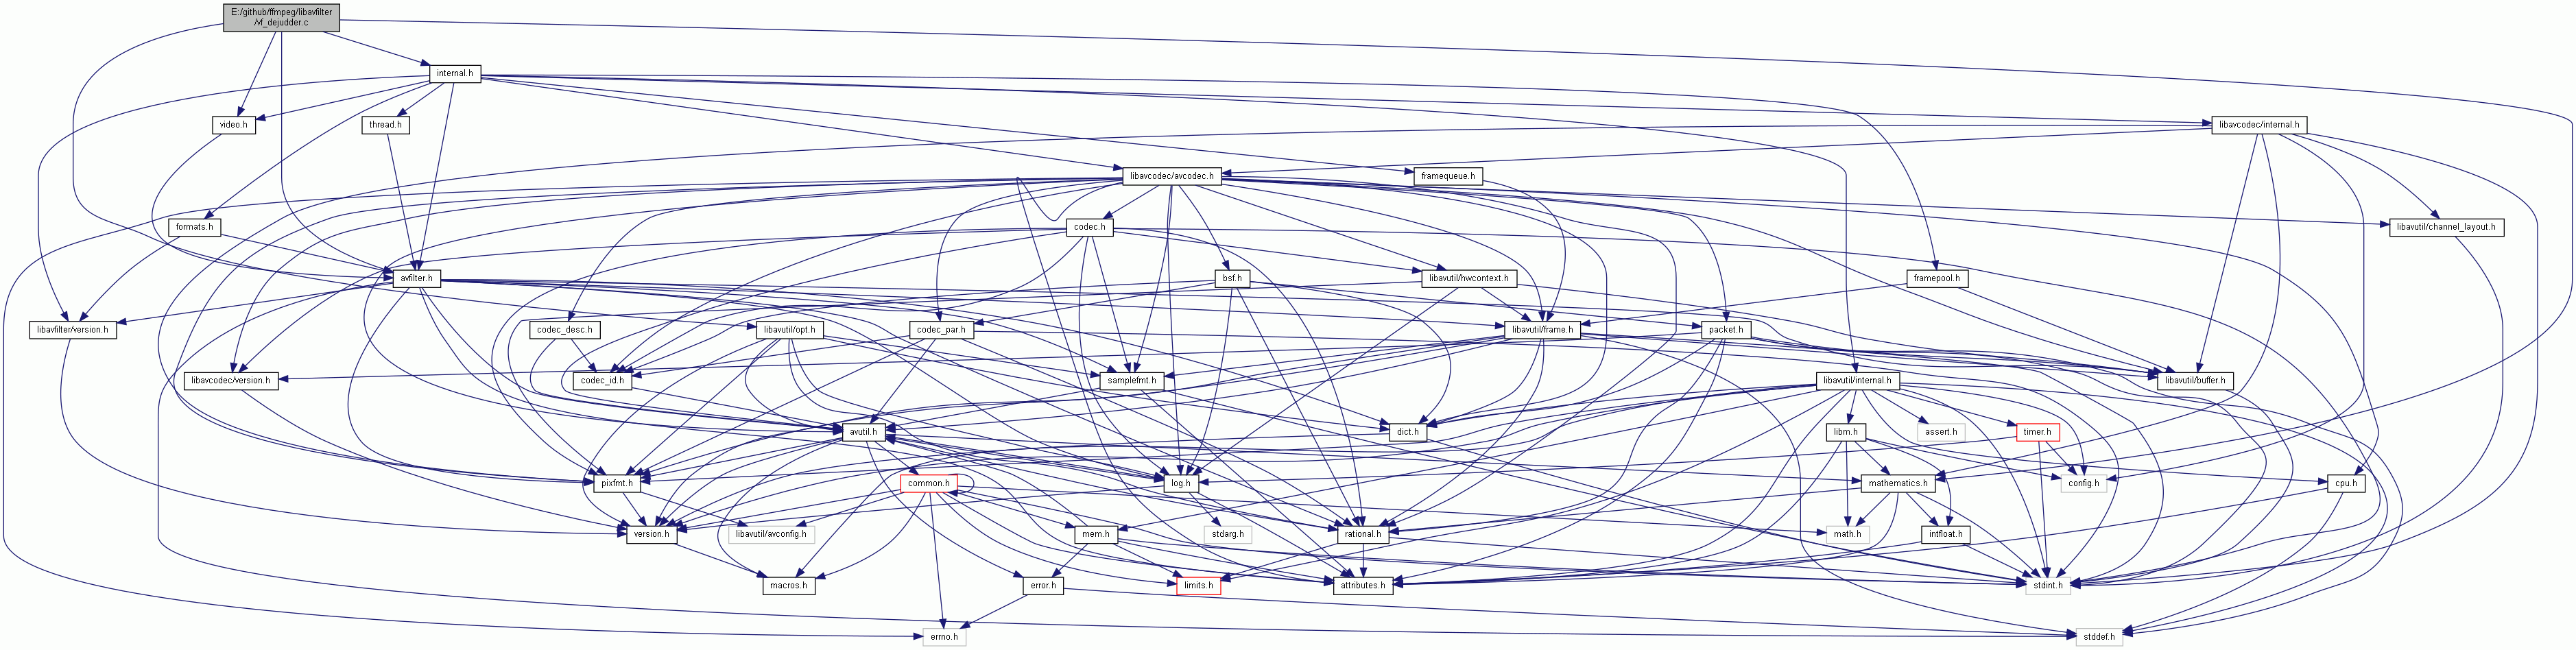 E:/github/ffmpeg/libavfilter
/vf_dejudder.c
internal.h
video.h
thread.h
libavcodec/internal.h
libavcodec/avcodec.h
framequeue.h
formats.h
codec.h
libavutil/channel_layout.h
avfilter.h
bsf.h
libavutil/hwcontext.h
framepool.h
libavfilter/version.h
codec_desc.h
libavutil/opt.h
codec_par.h
libavutil/frame.h
packet.h
libavcodec/version.h
codec_id.h
samplefmt.h
libavutil/internal.h
libavutil/buffer.h
avutil.h
dict.h
libm.h
assert.h
timer.h
pixfmt.h
common.h
log.h
mathematics.h
config.h
cpu.h
version.h
libavutil/avconfig.h
mem.h
stdarg.h
rational.h
math.h
intfloat.h
macros.h
error.h
limits.h
attributes.h
stdint.h
errno.h
stddef.h